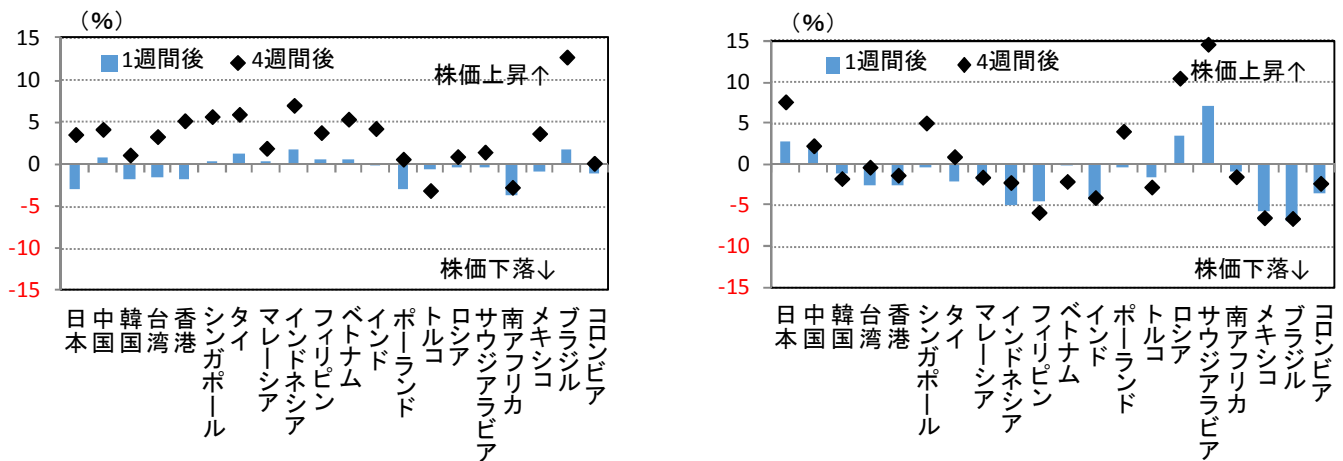 (%)
15
10
5
0
-5
-10
-15
1週間後
4週間後
株価上昇↑
株価下落↓
日本
中国
韓国
台湾
香港
シンガポール
タイ
マレーシア
インドネシア
フィリピン
ベトナム
インド
ポーランド
トルコ
ロシア
サウジアラビア
南アフリカ
メキシコ
ブラジル
コロンビア
(%)
15
10
5
0
-5
-10
-15
1週間後
4週間後
株価上昇↑
株価下落↓
日本
中国
韓国
台湾
香港
シンガポール
タイ
マレーシア
インドネシア
フィリピン
ベトナム
インド
ポーランド
トルコ
ロシア
サウジアラビア
南アフリカ
メキシコ
ブラジル
コロンビア